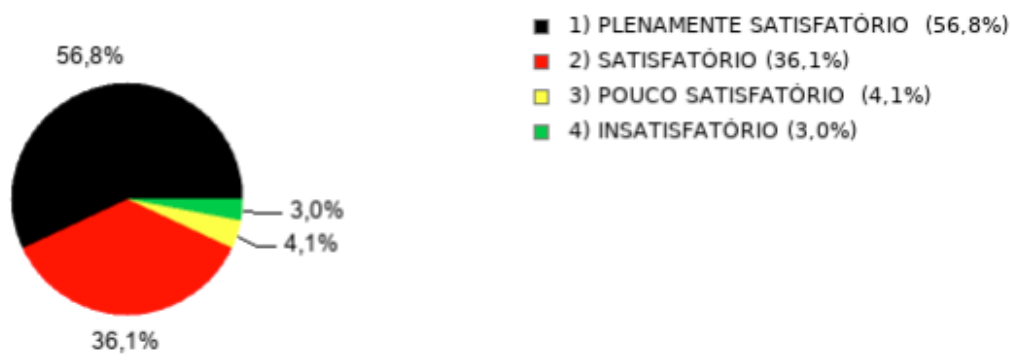 56,8%
3,0%
4,1%
36,1%
1) PLENAMENTE SATISFATÓRIO (56,8%)
2) SATISFATÓRIO (36,1%)
3) POUCO SATISFATÓRIO (4,1%)
4) INSATISFATÓRIO (3,0%)